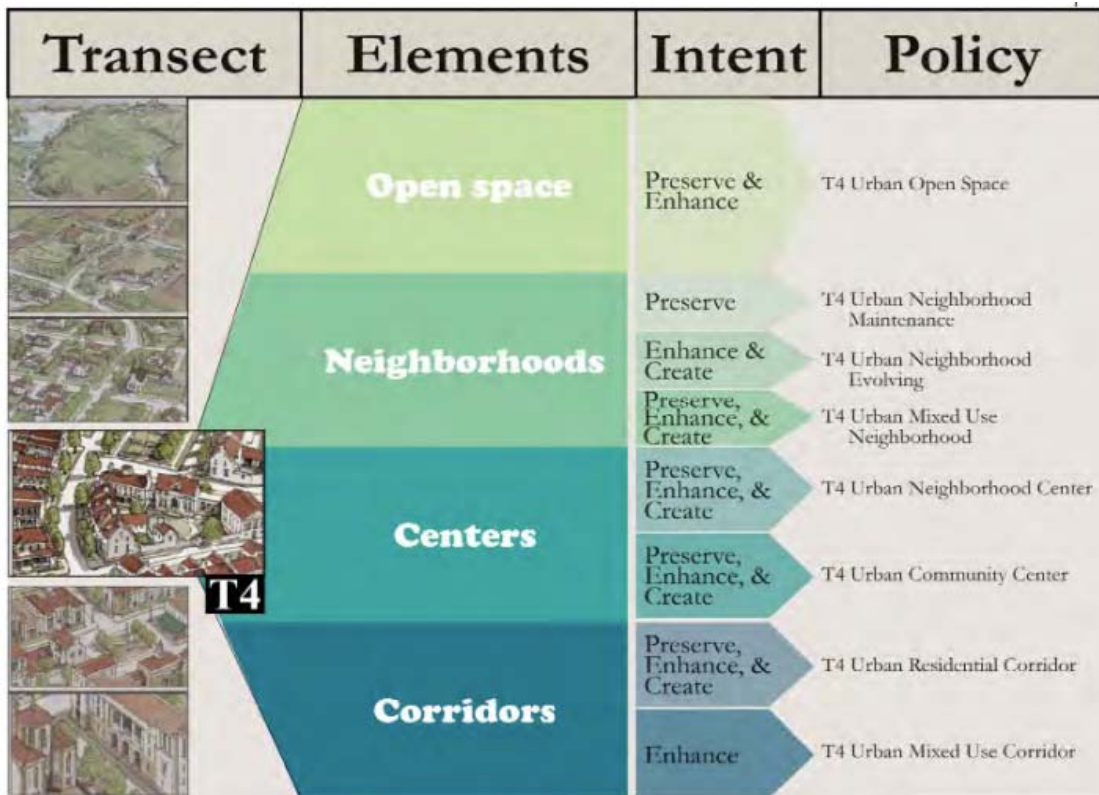 Transect Elements Intent Policy
Open space
Preserve &
Enhance
T4 Urban Open Space
Neighborhoods
Preserve
T4 Urban Neighborhood
Maintenance
Enhance &
Create
T4 Urban Neighborhood
Evolving
Preserve,
Enhance, &
Create
T4 Urban Mixed Use
Neighborhood
T4
Centers
Preserve,
Enhance, &
Create
T4 Urban Neighborhood Center
Preserve,
Enhance, &
Create
T4 Urban Community Center
Corridors
Preserve,
Enhance, &
Create
T4 Urban Residential Corridor
Enhance
T4 Urban Mixed Use Corridor